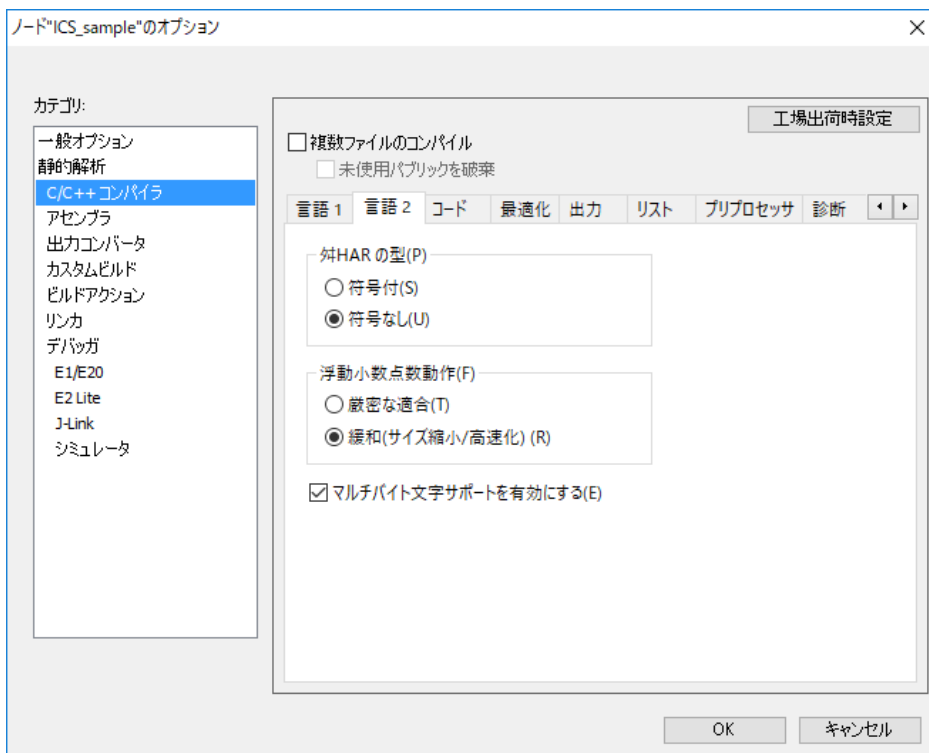 ノード"ICS_sample"のオプション
カテゴリ:
一般オプション
静的解析
C/C++ コンパイラ
アセンブラ
出力コンバータ
カスタムビルド
ビルドアクション
リンカ
デバッガ
E1/E20
E2 Lite
J-Link
シミュレータ
工場出荷時設定
複数ファイルのコンパイル
未使用パブリックを破棄
言語 1 言語 2 コード 最適化 出力 リスト プリプロセッサ 診断
舛HAR の型(P)
符号付(S)
符号なし(U)
浮動小数点数動作(F)
厳密な適合(T)
緩和(サイズ縮小/高速化) (R)
マルチバイト文字サポートを有効にする(E)
OK キャンセル